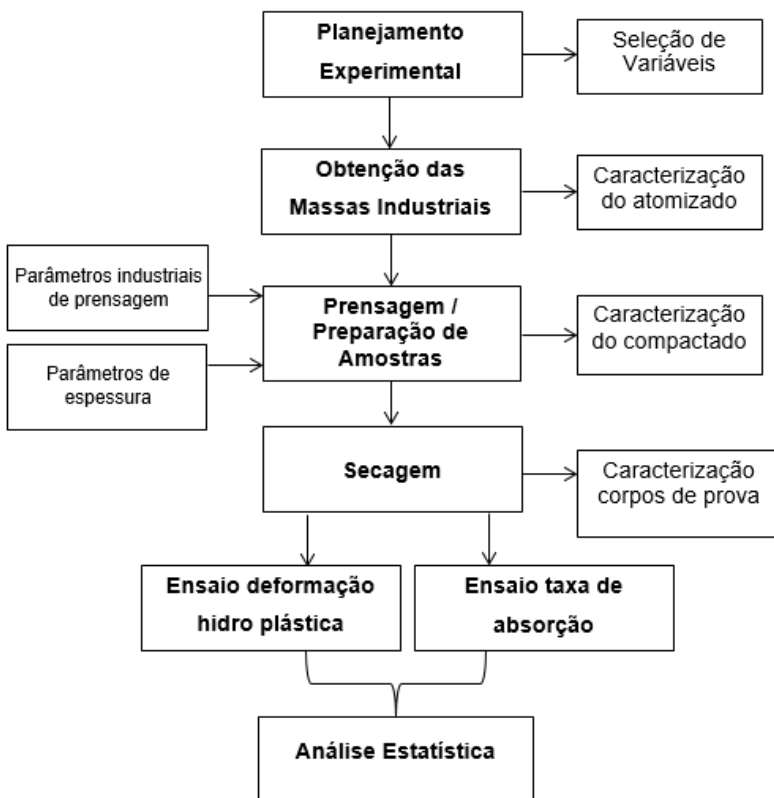 Planejamento
Experimental
Seleção de
Variáveis
Obtenção das
Massas Industriais
Caracterização
do atomizado
Parâmetros industriais
de prensagem
Prensagem /
Preparação de
Amostras
Caracterização
do compactado
Parâmetros de
espessura
Secagem
Caracterização
corpos de prova
Ensaio deformação
hidro plástica
Ensaio taxa de
absorção
Análise Estatística